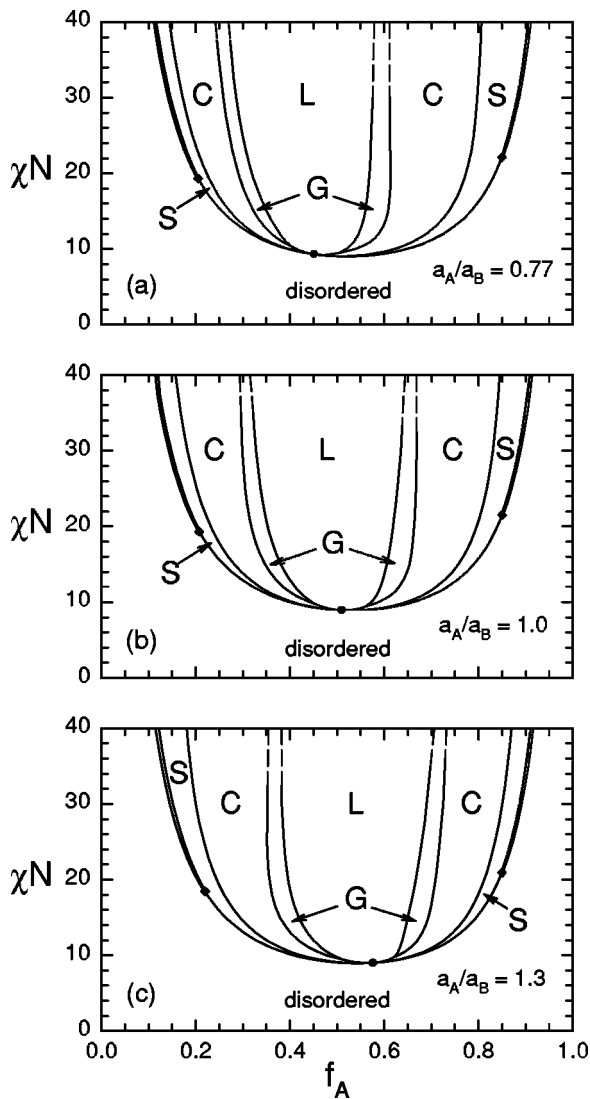 40
C L C S
30
χN
20
G
S
10
(a) a_A/a_B = 0.77
disordered
0
40
C L C S
30
χN
20
G
S
10
(b) a_A/a_B = 1.0
disordered
0
40
S
C L C
30
χN
20
G
S
10
(c) a_A/a_B = 1.3
disordered
0
0.0 0.2 0.4 0.6 0.8 1.0
f_A